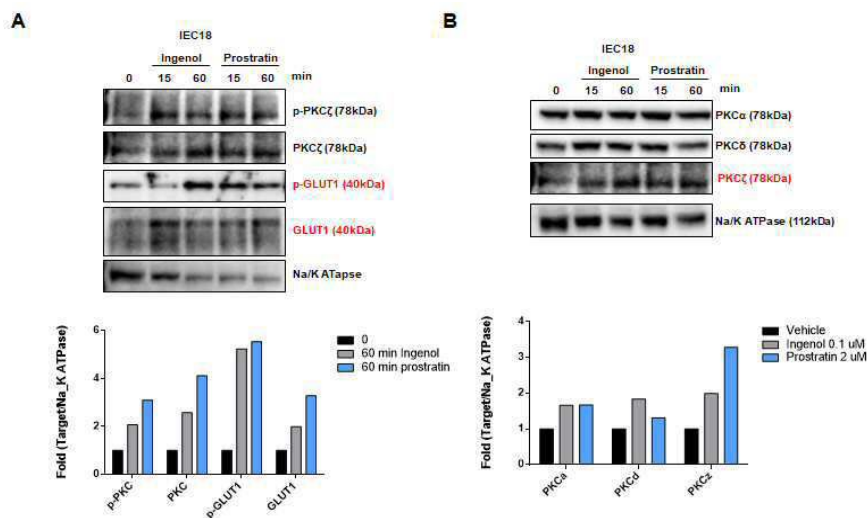 A
IEC18
Ingenol Prostratin
0 15 60 15 60 min
p-PKCζ (78kDa)
PKCζ (78kDa)
p-GLUT1 (40kDa)
GLUT1 (40kDa)
Na/K ATapse
Fold (Target/Na_K ATPase)
6
4
2
0
0
60 min Ingenol
60 min prostratin
p-PKC
PKC
p-GLUT1
GLUT1
B
IEC18
Ingenol Prostratin
0 15 60 15 60 min
PKCα (78kDa)
PKCδ (78kDa)
PKCζ (78kDa)
Na/K ATPase (112kDa)
Fold (Target/Na_K ATPase)
4
3
2
1
0
Vehicle
Ingenol 0.1 uM
Prostratin 2 uM
PKCa
PKCd
PKCz